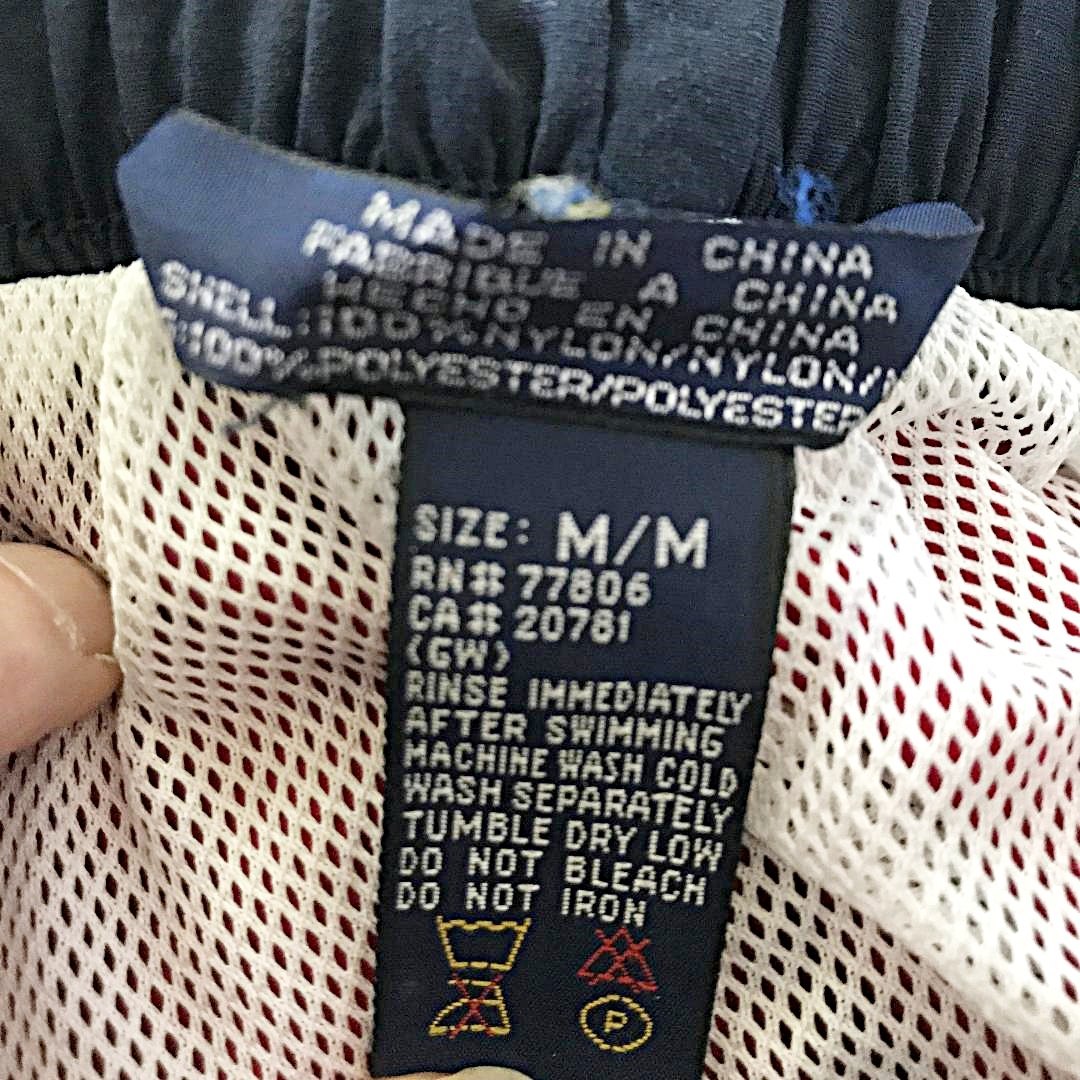 MADE IN CHINA
FABRIQUE A CHINA
HECHO EN CHINA
SHELL:100%NYLON/NYLON/
100%POLYESTER/POLYESTER
SIZE: M/M
RN# 77806
CA# 20781
(GW)
RINSE IMMEDIATELY
AFTER SWIMMING
MACHINE WASH COLD
WASH SEPARATELY
TUMBLE DRY LOW
DO NOT BLEACH
DO NOT IRON
P